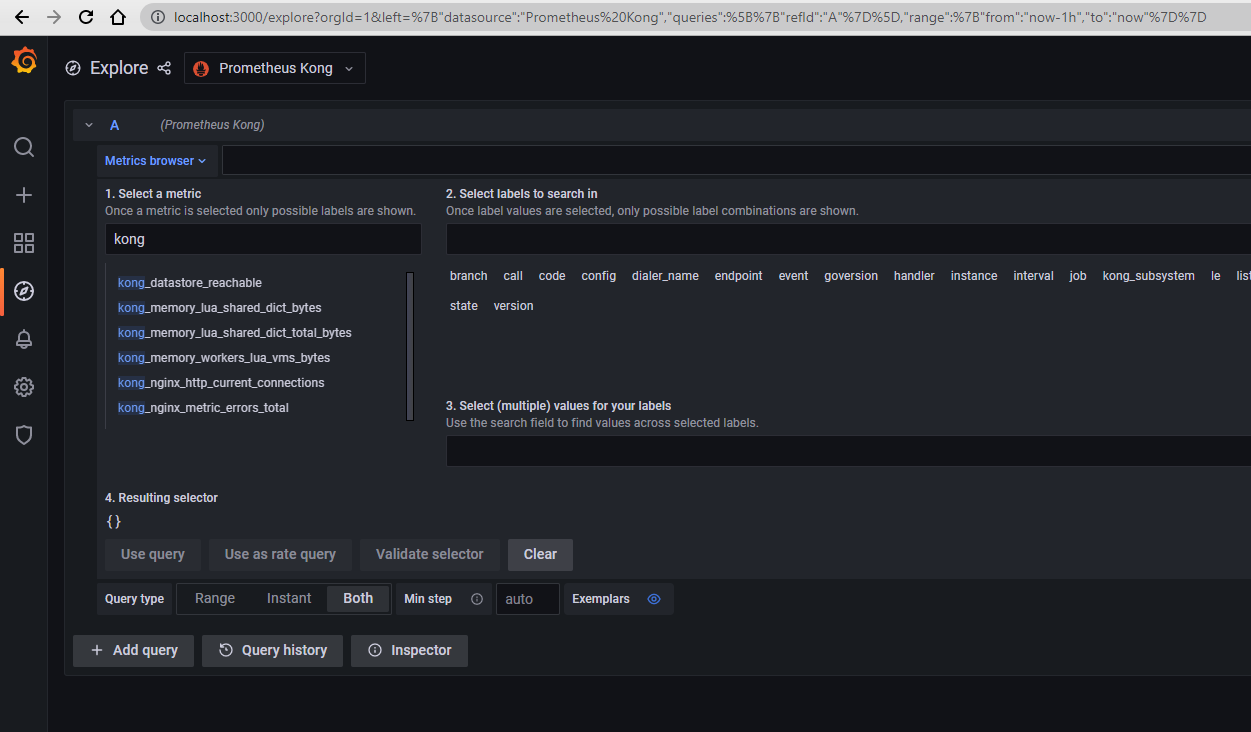 localhost:3000/explore?orgId=1&left=%7B"datasource":"Prometheus%20Kong","queries":%5B%7B"refId":"A"%7D%5D,"range":%7B"from":"now-1h","to":"now"%7D%7D
Explore Prometheus Kong
A (Prometheus Kong)
Metrics browser
1. Select a metric
Once a metric is selected only possible labels are shown.
kong
kong_datastore_reachable
kong_memory_lua_shared_dict_bytes
kong_memory_lua_shared_dict_total_bytes
kong_memory_workers_lua_vms_bytes
kong_nginx_http_current_connections
kong_nginx_metric_errors_total
2. Select labels to search in
Once label values are selected, only possible label combinations are shown.
branch call code config dialer_name endpoint event goversion handler instance interval job kong_subsystem le
state version
3. Select (multiple) values for your labels
Use the search field to find values across selected labels.
4. Resulting selector
{}
Use query Use as rate query Validate selector Clear
Query type Range Instant Both Min step auto Exemplars
+ Add query Query history Inspector